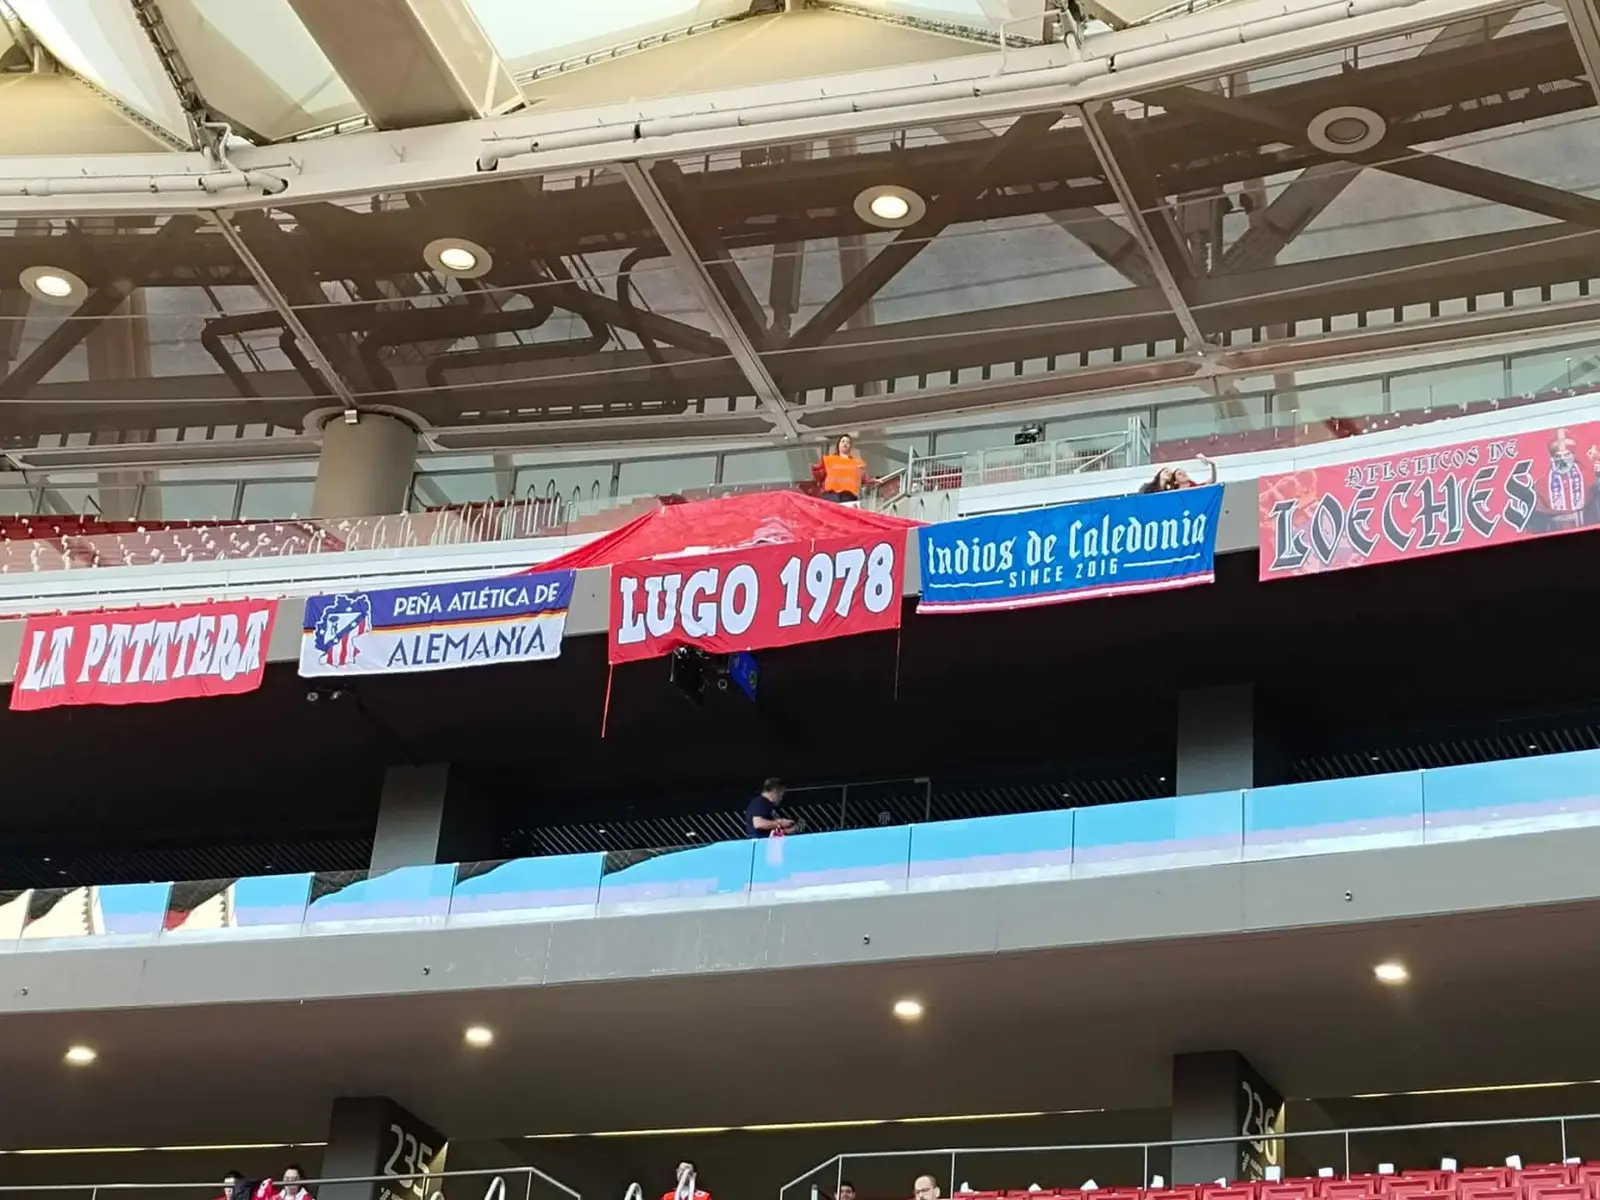 LA PATATERA
PEÑA ATLÉTICA DE
ALEMANIA
LUGO 1978
Indios de Caledonia
SINCE 2016
ATLETICOS DE
LOECHES
235
236